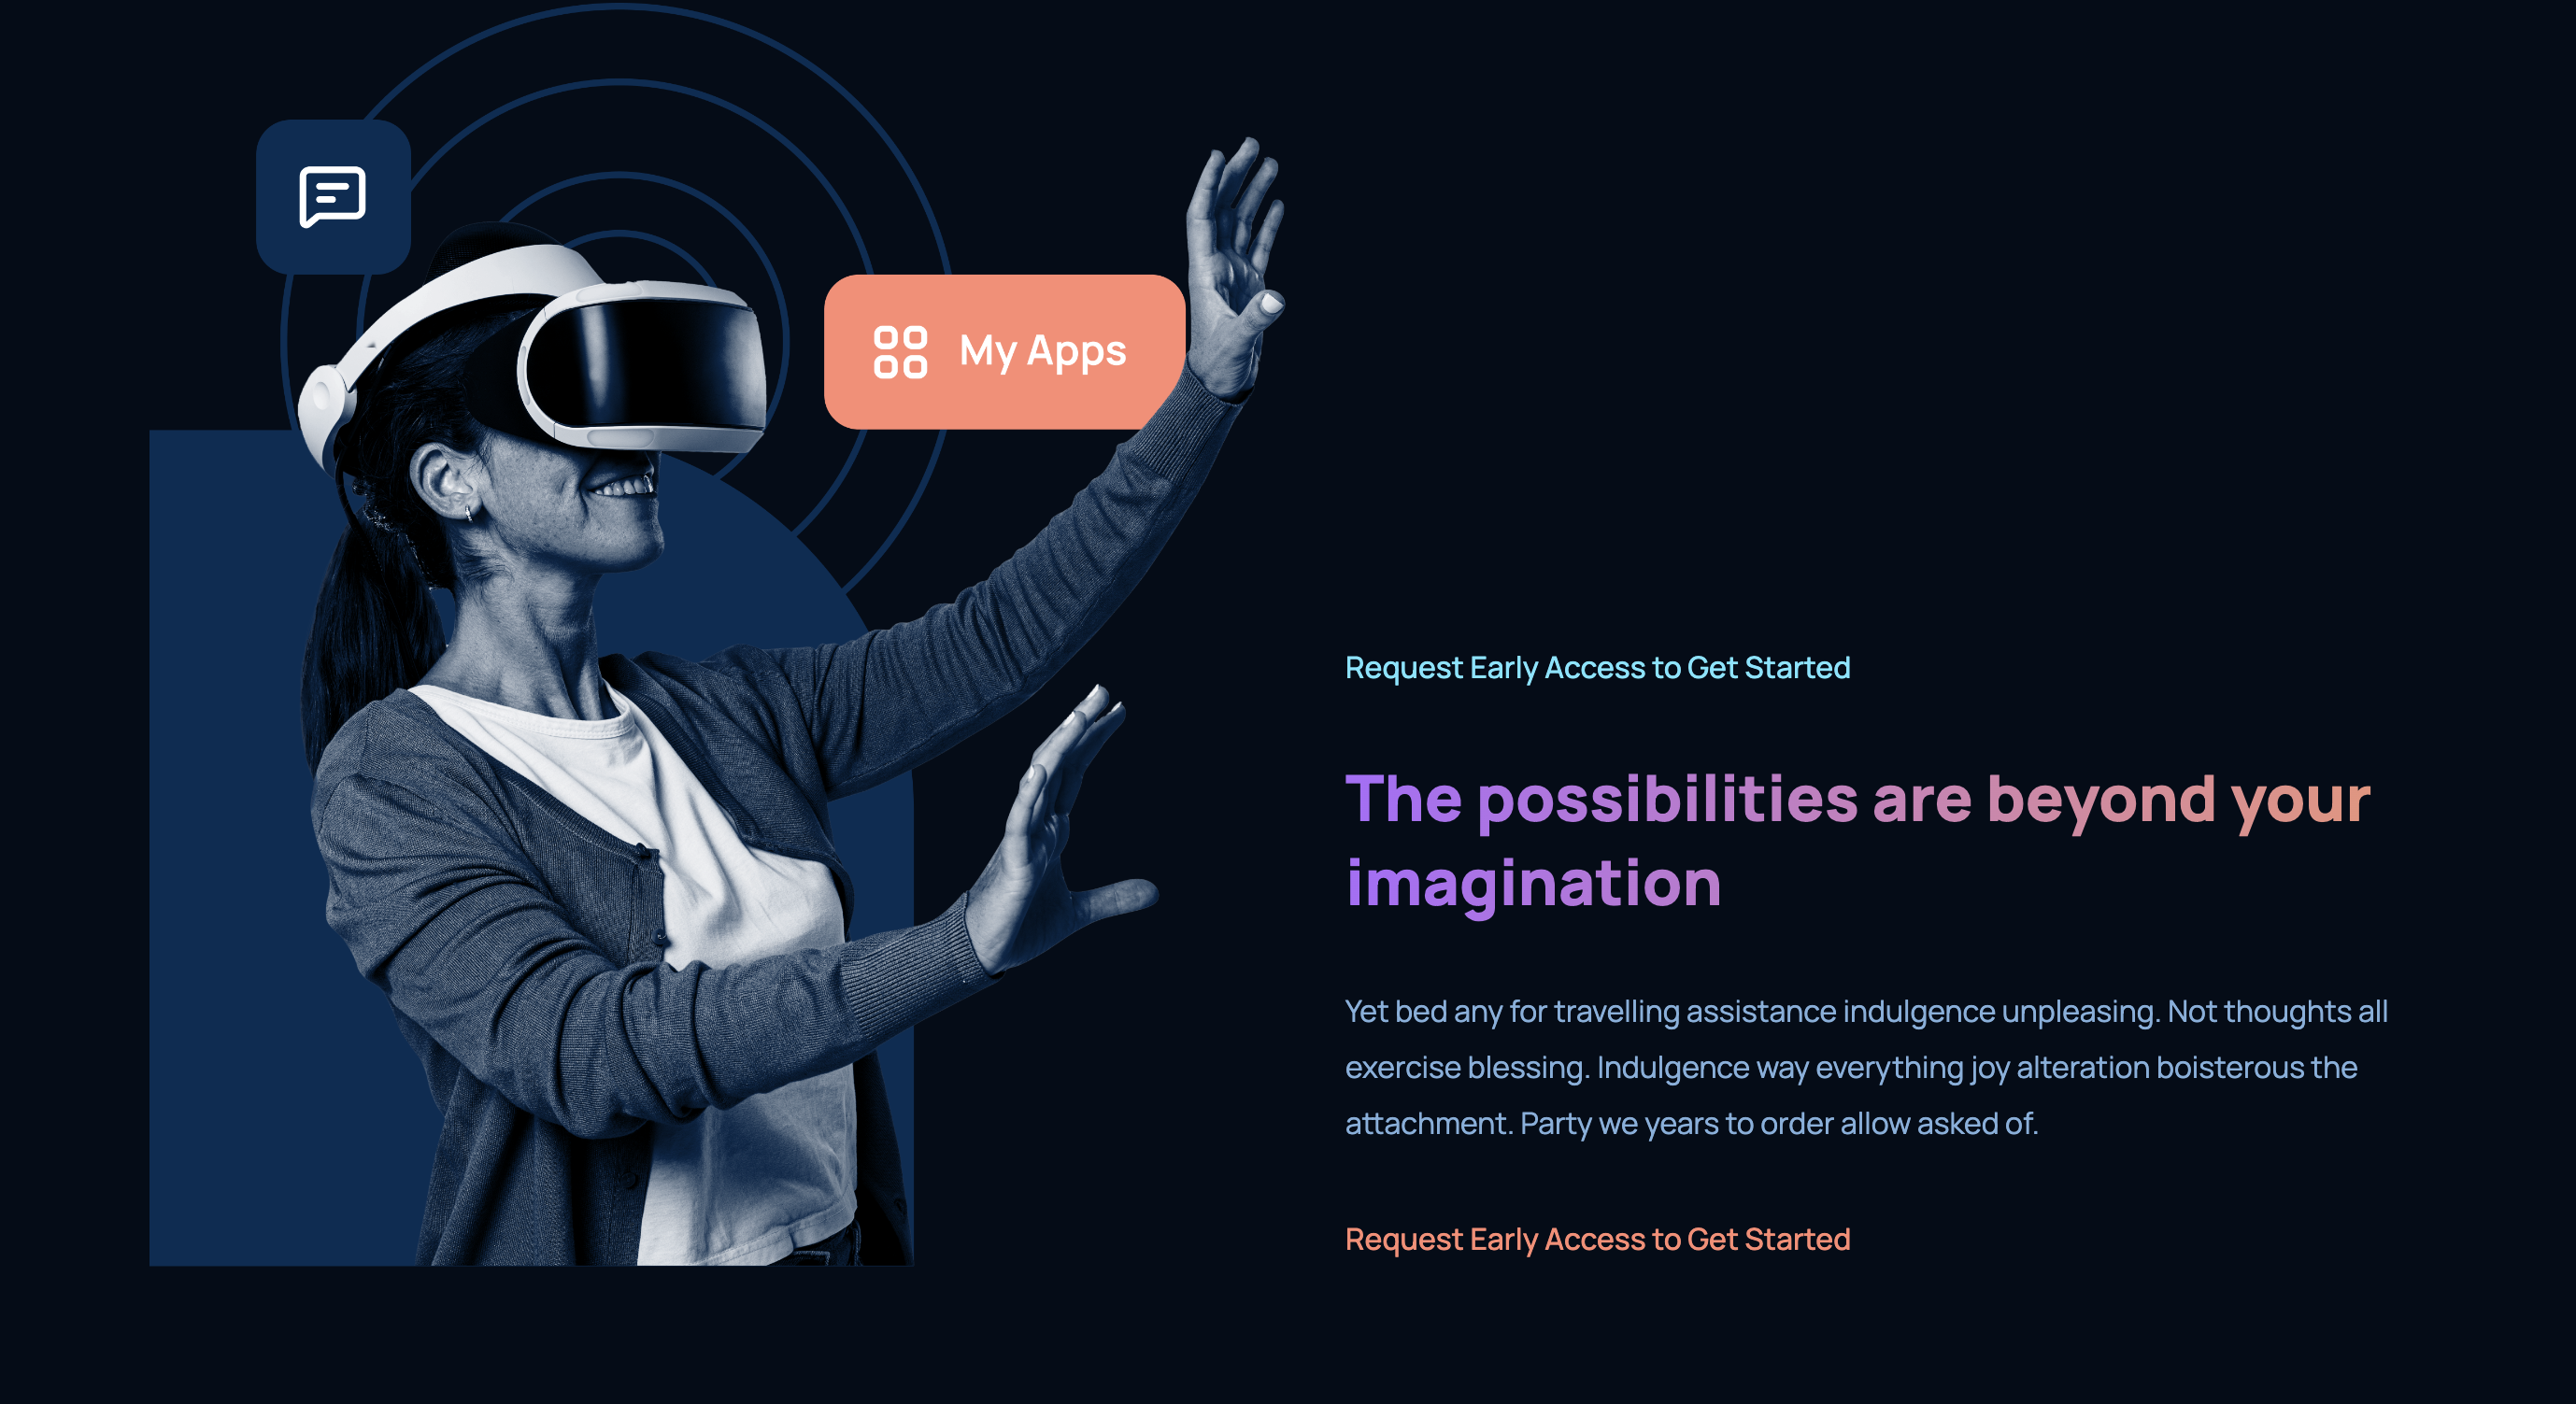 My Apps
Request Early Access to Get Started
The possibilities are beyond your
imagination
Yet bed any for travelling assistance indulgence unpleasing. Not thoughts all
exercise blessing. Indulgence way everything joy alteration boisterous the
attachment. Party we years to order allow asked of.
Request Early Access to Get Started